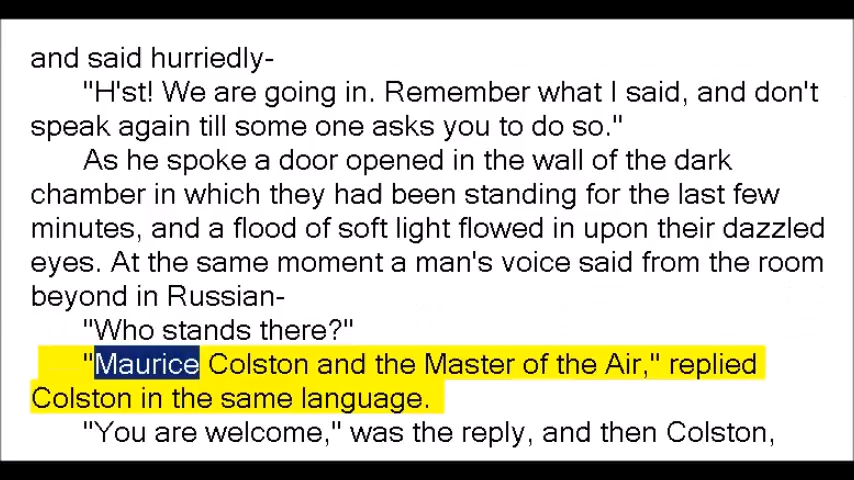 and said hurriedly-
"H'st! We are going in. Remember what I said, and don't
speak again till some one asks you to do so."
As he spoke a door opened in the wall of the dark
chamber in which they had been standing for the last few
minutes, and a flood of soft light flowed in upon their dazzled
eyes. At the same moment a man's voice said from the room
beyond in Russian-
"Who stands there?"
"Maurice Colston and the Master of the Air," replied
Colston in the same language.
"You are welcome," was the reply, and then Colston,